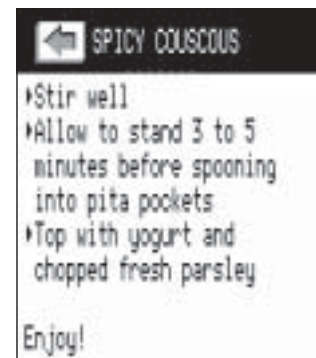 SPICY COUSCOUS
▸Stir well
▸Allow to stand 3 to 5
minutes before spooning
into pita pockets
▸Top with yogurt and
chopped fresh parsley
Enjoy!